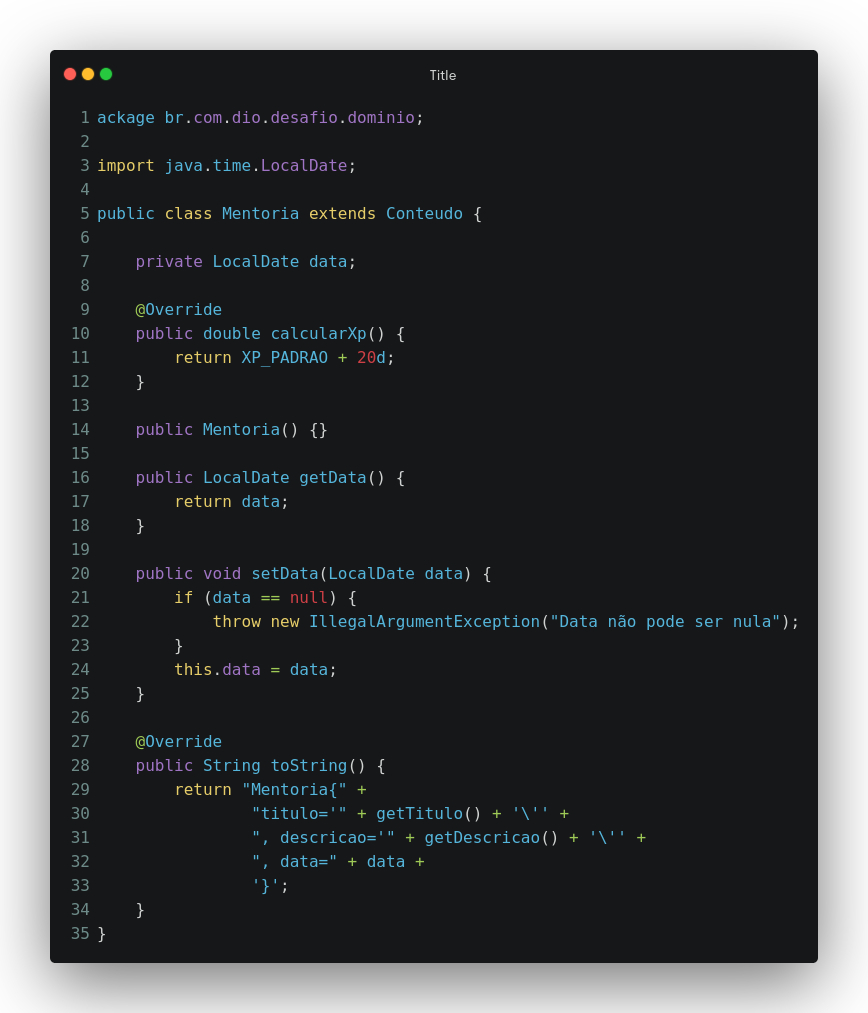 Title
1 ackage br.com.dio.desafio.dominio;
2
3 import java.time.LocalDate;
4
5 public class Mentoria extends Conteudo {
6
7     private LocalDate data;
8
9     @Override
10     public double calcularXp() {
11         return XP_PADRAO + 20d;
12     }
13
14     public Mentoria() {}
15
16     public LocalDate getData() {
17         return data;
18     }
19
20     public void setData(LocalDate data) {
21         if (data == null) {
22             throw new IllegalArgumentException("Data não pode ser nula");
23         }
24         this.data = data;
25     }
26
27     @Override
28     public String toString() {
29         return "Mentoria{" +
30                 "titulo='" + getTitulo() + '\'' +
31                 ", descricao='" + getDescricao() + '\'' +
32                 ", data=" + data +
33                 '}';
34     }
35 }